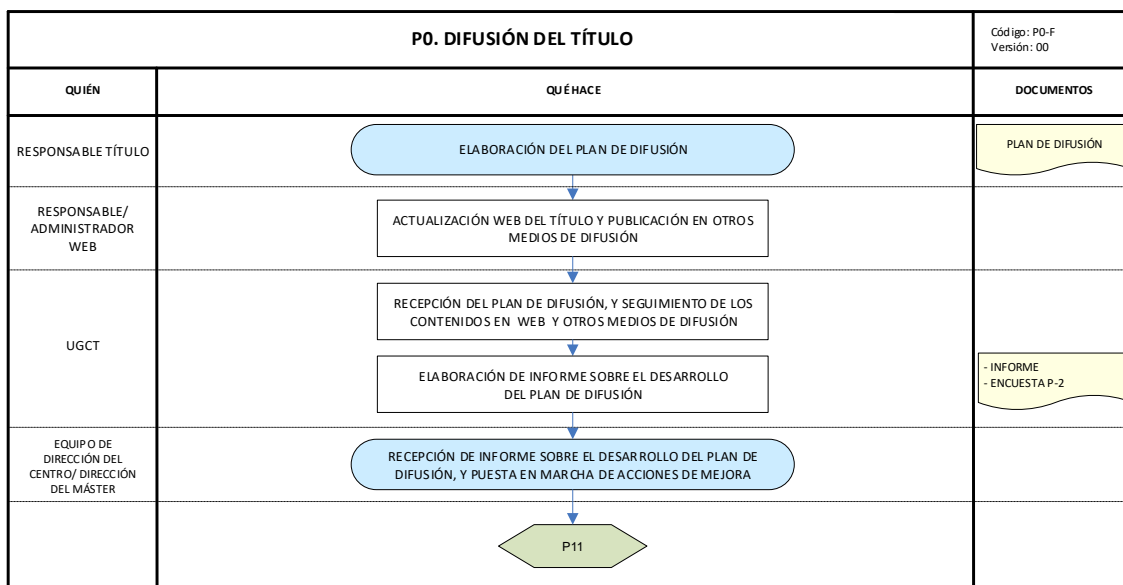 P0. DIFUSIÓN DEL TÍTULO
Código: P0-F
Versión: 00
QUIÉN
QUÉ HACE
DOCUMENTOS
RESPONSABLE TÍTULO
ELABORACIÓN DEL PLAN DE DIFUSIÓN
PLAN DE DIFUSIÓN
RESPONSABLE/
ADMINISTRADOR
WEB
ACTUALIZACIÓN WEB DEL TÍTULO Y PUBLICACIÓN EN OTROS
MEDIOS DE DIFUSIÓN
UGCT
RECEPCIÓN DEL PLAN DE DIFUSIÓN, Y SEGUIMIENTO DE LOS
CONTENIDOS EN WEB Y OTROS MEDIOS DE DIFUSIÓN
ELABORACIÓN DE INFORME SOBRE EL DESARROLLO
DEL PLAN DE DIFUSIÓN
- INFORME
- ENCUESTA P-2
EQUIPO DE
DIRECCIÓN DEL
CENTRO/ DIRECCIÓN
DEL MÁSTER
RECEPCIÓN DE INFORME SOBRE EL DESARROLLO DEL PLAN DE
DIFUSIÓN, Y PUESTA EN MARCHA DE ACCIONES DE MEJORA
P11